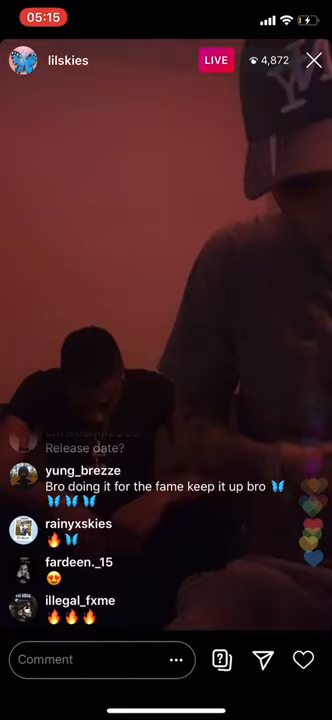 05:15
lilskies
LIVE
4,872
Release date?
yung_brezze
Bro doing it for the fame keep it up bro 🦋
🦋 🦋 🦋
rainyxskies
🔥🦋
fardeen._15
😍
illegal_fxme
🔥🔥🔥
Comment